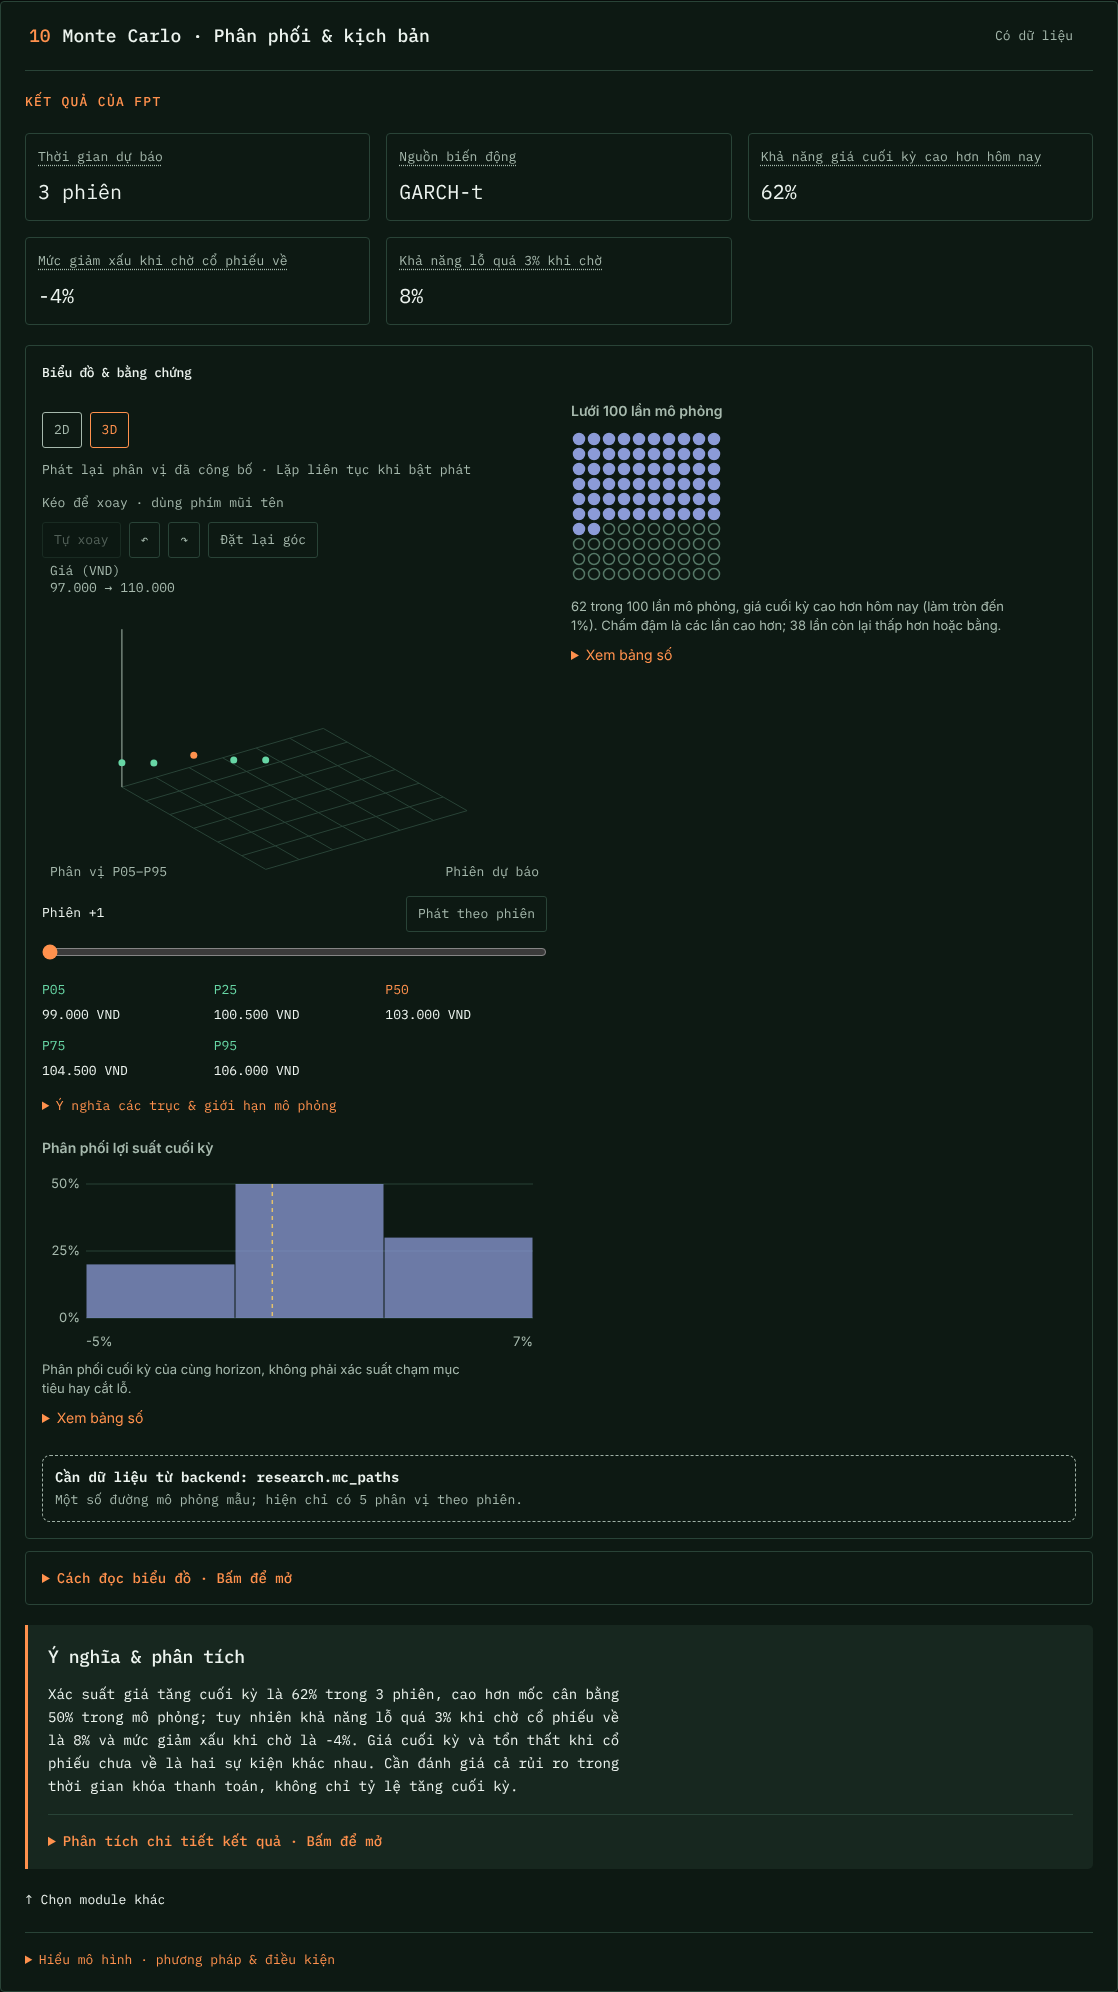 10 Monte Carlo · Phân phối & kịch bản
Có dữ liệu
KẾT QUẢ CỦA FPT
Thời gian dự báo
3 phiên
Nguồn biến động
GARCH-t
Khả năng giá cuối kỳ cao hơn hôm nay
62%
Mức giảm xấu khi chờ cổ phiếu về
-4%
Khả năng lỗ quá 3% khi chờ
8%
Biểu đồ & bằng chứng
2D
3D
Phát lại phân vị đã công bố · Lặp liên tục khi bật phát
Kéo để xoay · dùng phím mũi tên
Tự xoay
↶
↷
Đặt lại góc
Giá (VND)
97.000 → 110.000
Phân vị P05–P95
Phiên dự báo
Phiên +1
Phát theo phiên
P05
99.000 VND
P25
100.500 VND
P50
103.000 VND
P75
104.500 VND
P95
106.000 VND
▶ Ý nghĩa các trục & giới hạn mô phỏng
Phân phối lợi suất cuối kỳ
50%
25%
0%
-5%
7%
Phân phối cuối kỳ của cùng horizon, không phải xác suất chạm mục
tiêu hay cắt lỗ.
▶ Xem bảng số
Lưới 100 lần mô phỏng
62 trong 100 lần mô phỏng, giá cuối kỳ cao hơn hôm nay (làm tròn đến
1%). Chấm đậm là các lần cao hơn; 38 lần còn lại thấp hơn hoặc bằng.
▶ Xem bảng số
Cần dữ liệu từ backend: research.mc_paths
Một số đường mô phỏng mẫu; hiện chỉ có 5 phân vị theo phiên.
▶ Cách đọc biểu đồ · Bấm để mở
Ý nghĩa & phân tích
Xác suất giá tăng cuối kỳ là 62% trong 3 phiên, cao hơn mốc cân bằng
50% trong mô phỏng; tuy nhiên khả năng lỗ quá 3% khi chờ cổ phiếu về
là 8% và mức giảm xấu khi chờ là -4%. Giá cuối kỳ và tổn thất khi cổ
phiếu chưa về là hai sự kiện khác nhau. Cần đánh giá cả rủi ro trong
thời gian khóa thanh toán, không chỉ tỷ lệ tăng cuối kỳ.
▶ Phân tích chi tiết kết quả · Bấm để mở
↑ Chọn module khác
▶ Hiểu mô hình · phương pháp & điều kiện